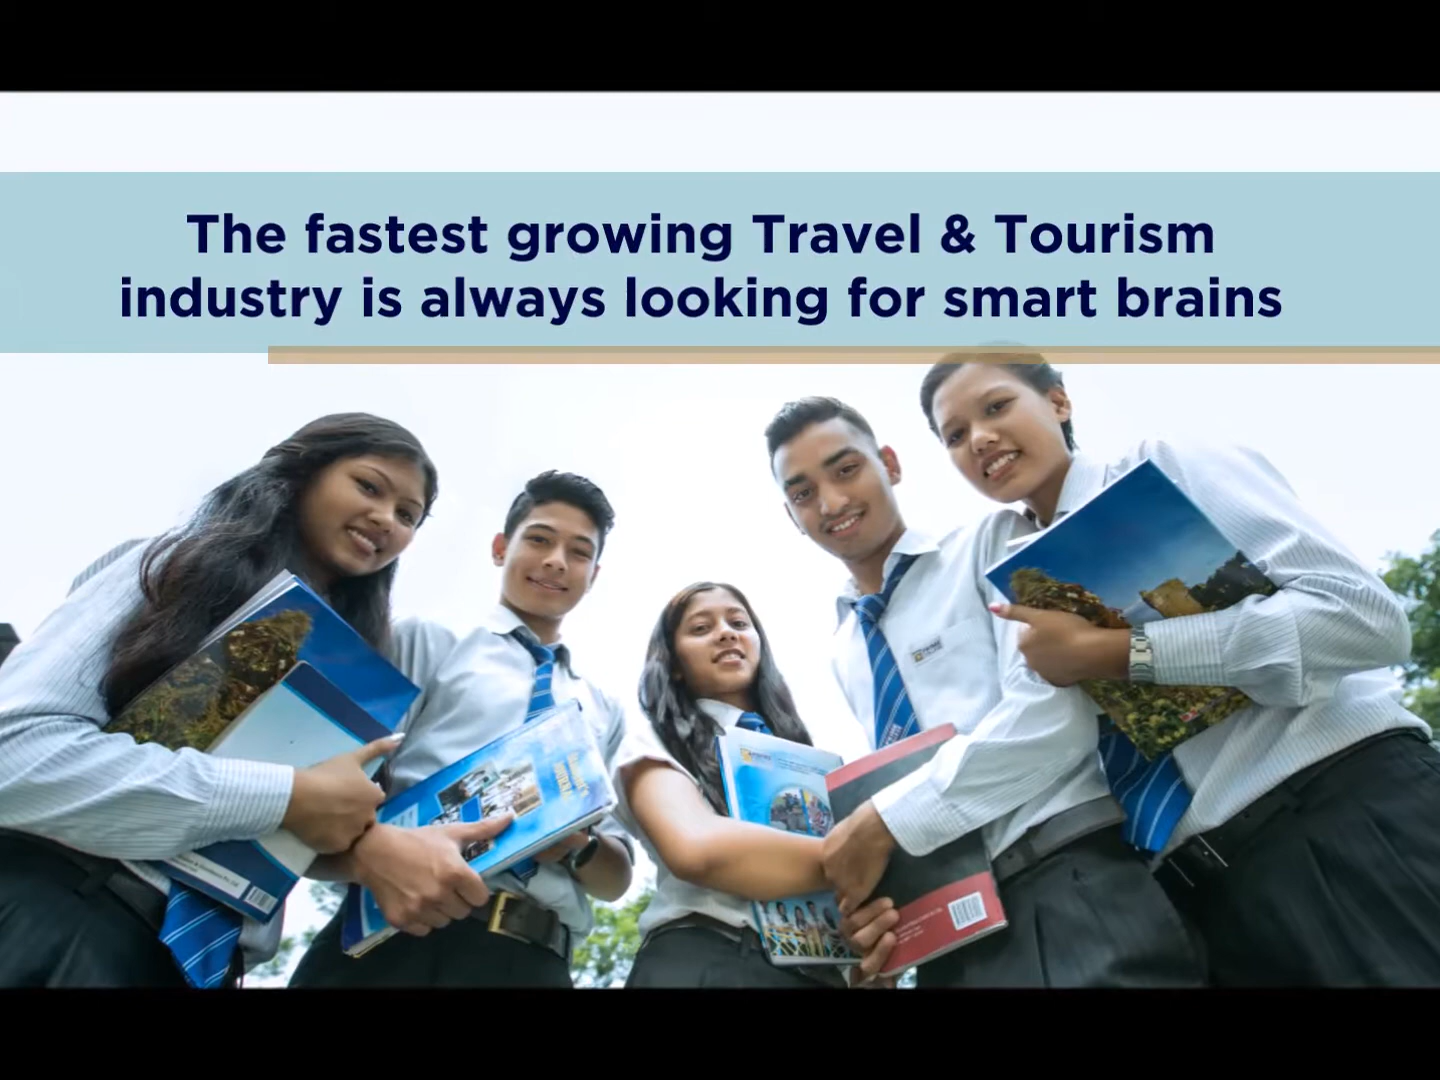 The fastest growing Travel & Tourism
industry is always looking for smart brains